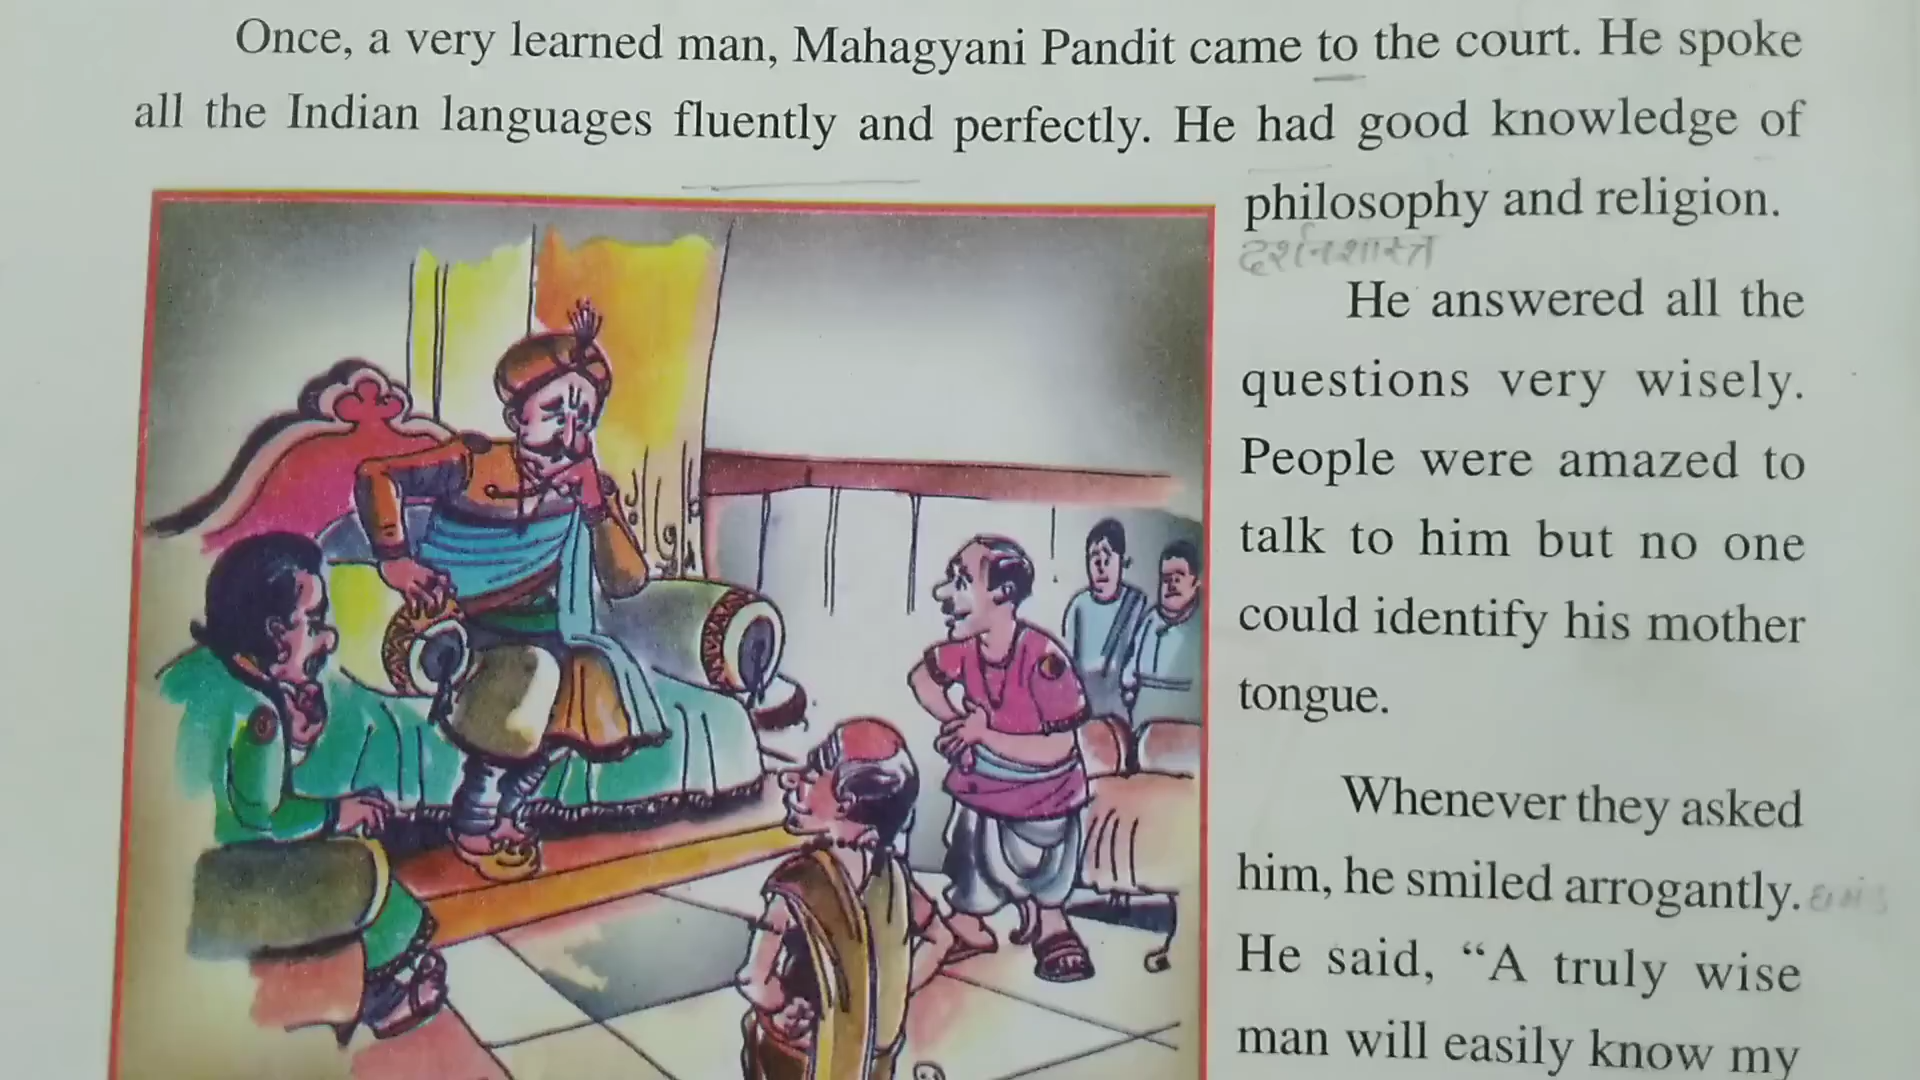 Once, a very learned man, Mahagyani Pandit came to the court. He spoke
all the Indian languages fluently and perfectly. He had good knowledge of
philosophy and religion.
दर्शनशास्त्र
He answered all the
questions very wisely.
People were amazed to
talk to him but no one
could identify his mother
tongue.
Whenever they asked
him, he smiled arrogantly.
He said, “A truly wise
man will easily know my